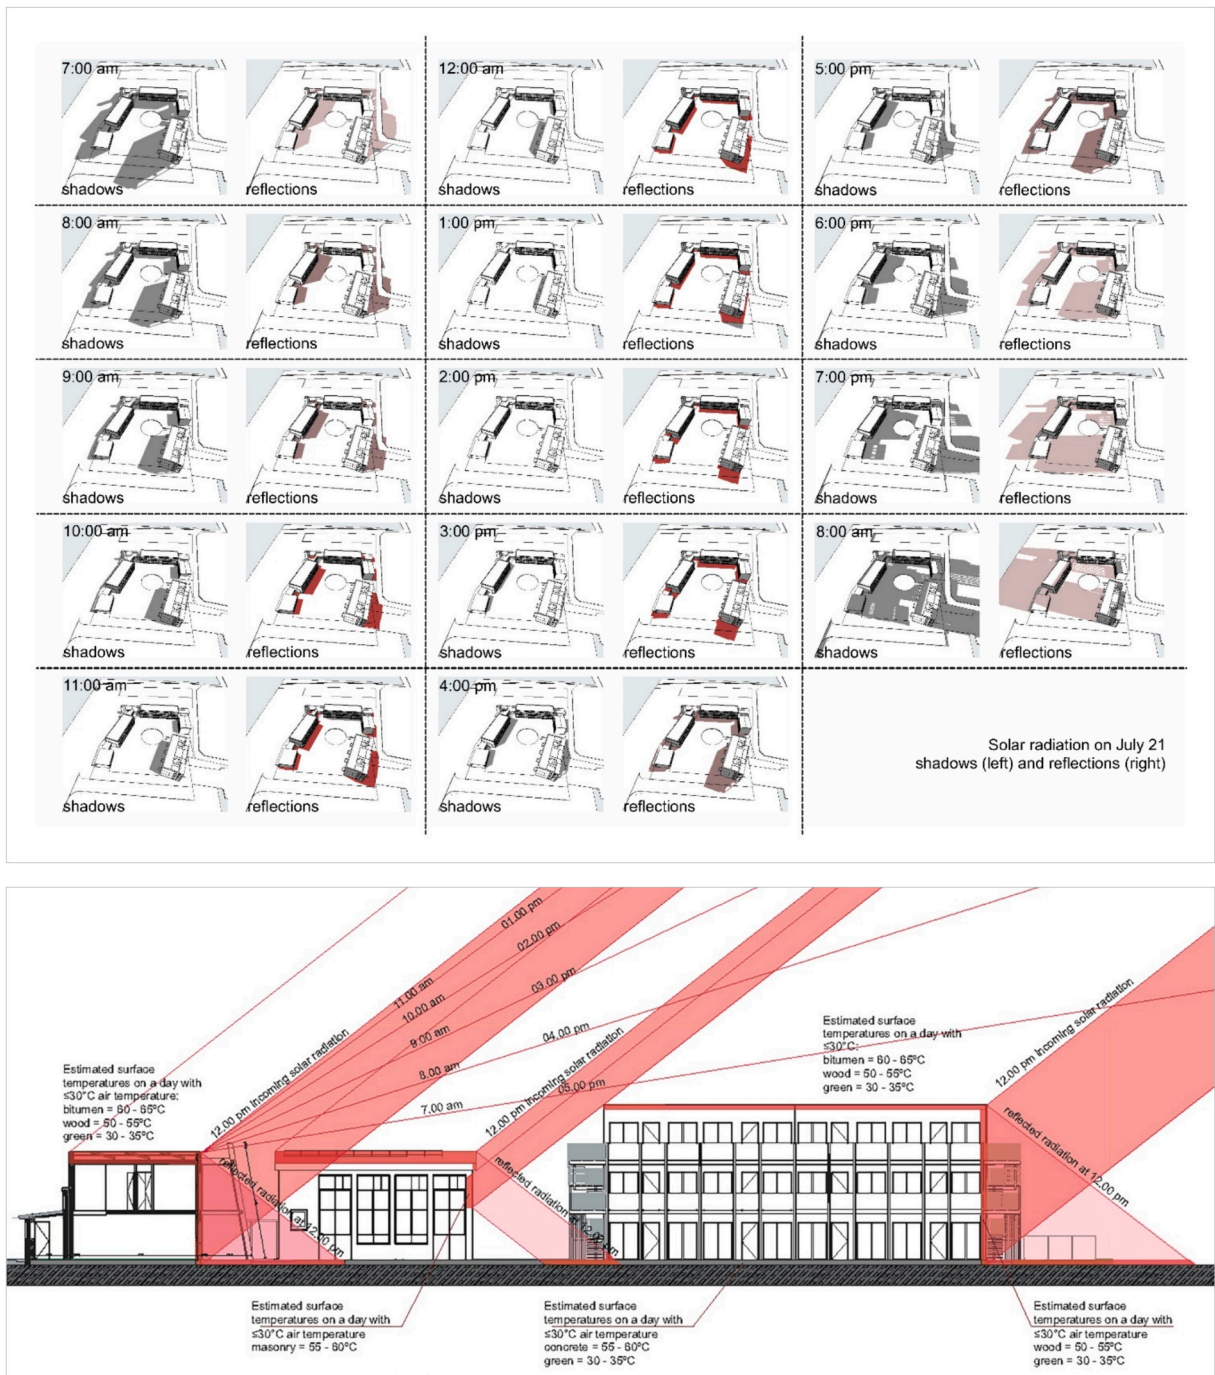 7:00 am
shadows
reflections
12:00 am
shadows
reflections
5:00 pm
shadows
reflections
8:00 am
shadows
reflections
1:00 pm
shadows
reflections
6:00 pm
shadows
reflections
9:00 am
shadows
reflections
2:00 pm
shadows
reflections
7:00 pm
shadows
reflections
10:00 am
shadows
reflections
3:00 pm
shadows
reflections
8:00 am
shadows
reflections
11:00 am
shadows
reflections
4:00 pm
shadows
reflections
Solar radiation on July 21
shadows (left) and reflections (right)
01.00 pm
02.00 pm
03.00 pm
11.00 am
10.00 am
9:00 am
8.00 am
7.00 am
04.00 pm
05.00 pm
12.00 pm incoming solar radiation
12.00 pm incoming solar radiation
12.00 pm incoming solar radiation
reflected radiation at 12.00 pm
reflected radiation at 12.00 pm
reflected radiation at 12.00 pm
Estimated surface
temperatures on a day with
≤30°C air temperature:
bitumen = 60 - 65ºC
wood = 50 - 55ºC
green = 30 - 35ºC
Estimated surface
temperatures on a day with
≤30°C:
bitumen = 60 - 65ºC
wood = 50 - 55ºC
green = 30 - 35ºC
Estimated surface
temperatures on a day with
≤30°C air temperature
masonry = 55 - 60ºC
Estimated surface
temperatures on a day with
≤30°C air temperature
concrete = 55 - 60ºC
green = 30 - 35ºC
Estimated surface
temperatures on a day with
≤30°C air temperature
wood = 50 - 55ºC
green = 30 - 35ºC